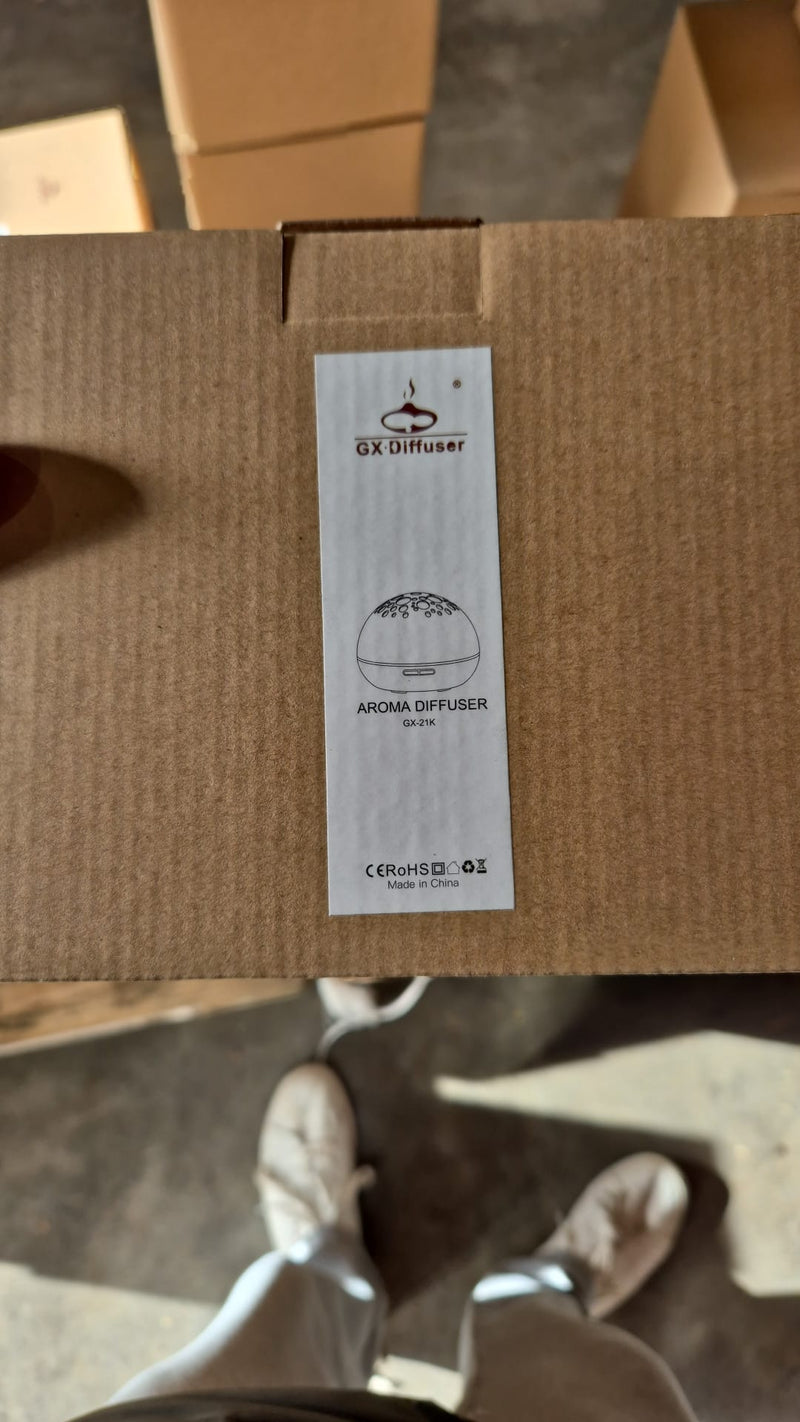 ®
GX·Diffuser
AROMA DIFFUSER
GX-21K
CE RoHS
Made in China